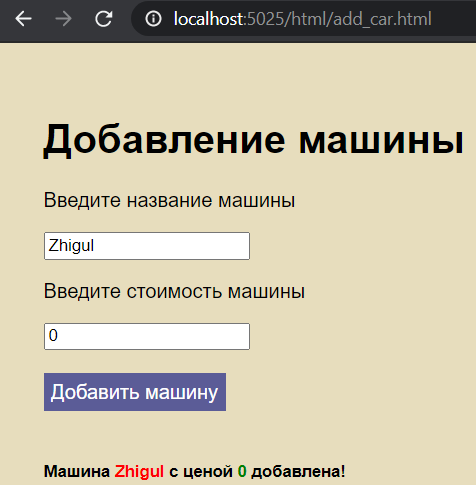 localhost:5025/html/add_car.html
Добавление машины
Введите название машины
Zhigul
Введите стоимость машины
0
Добавить машину
Машина Zhigul с ценой 0 добавлена!